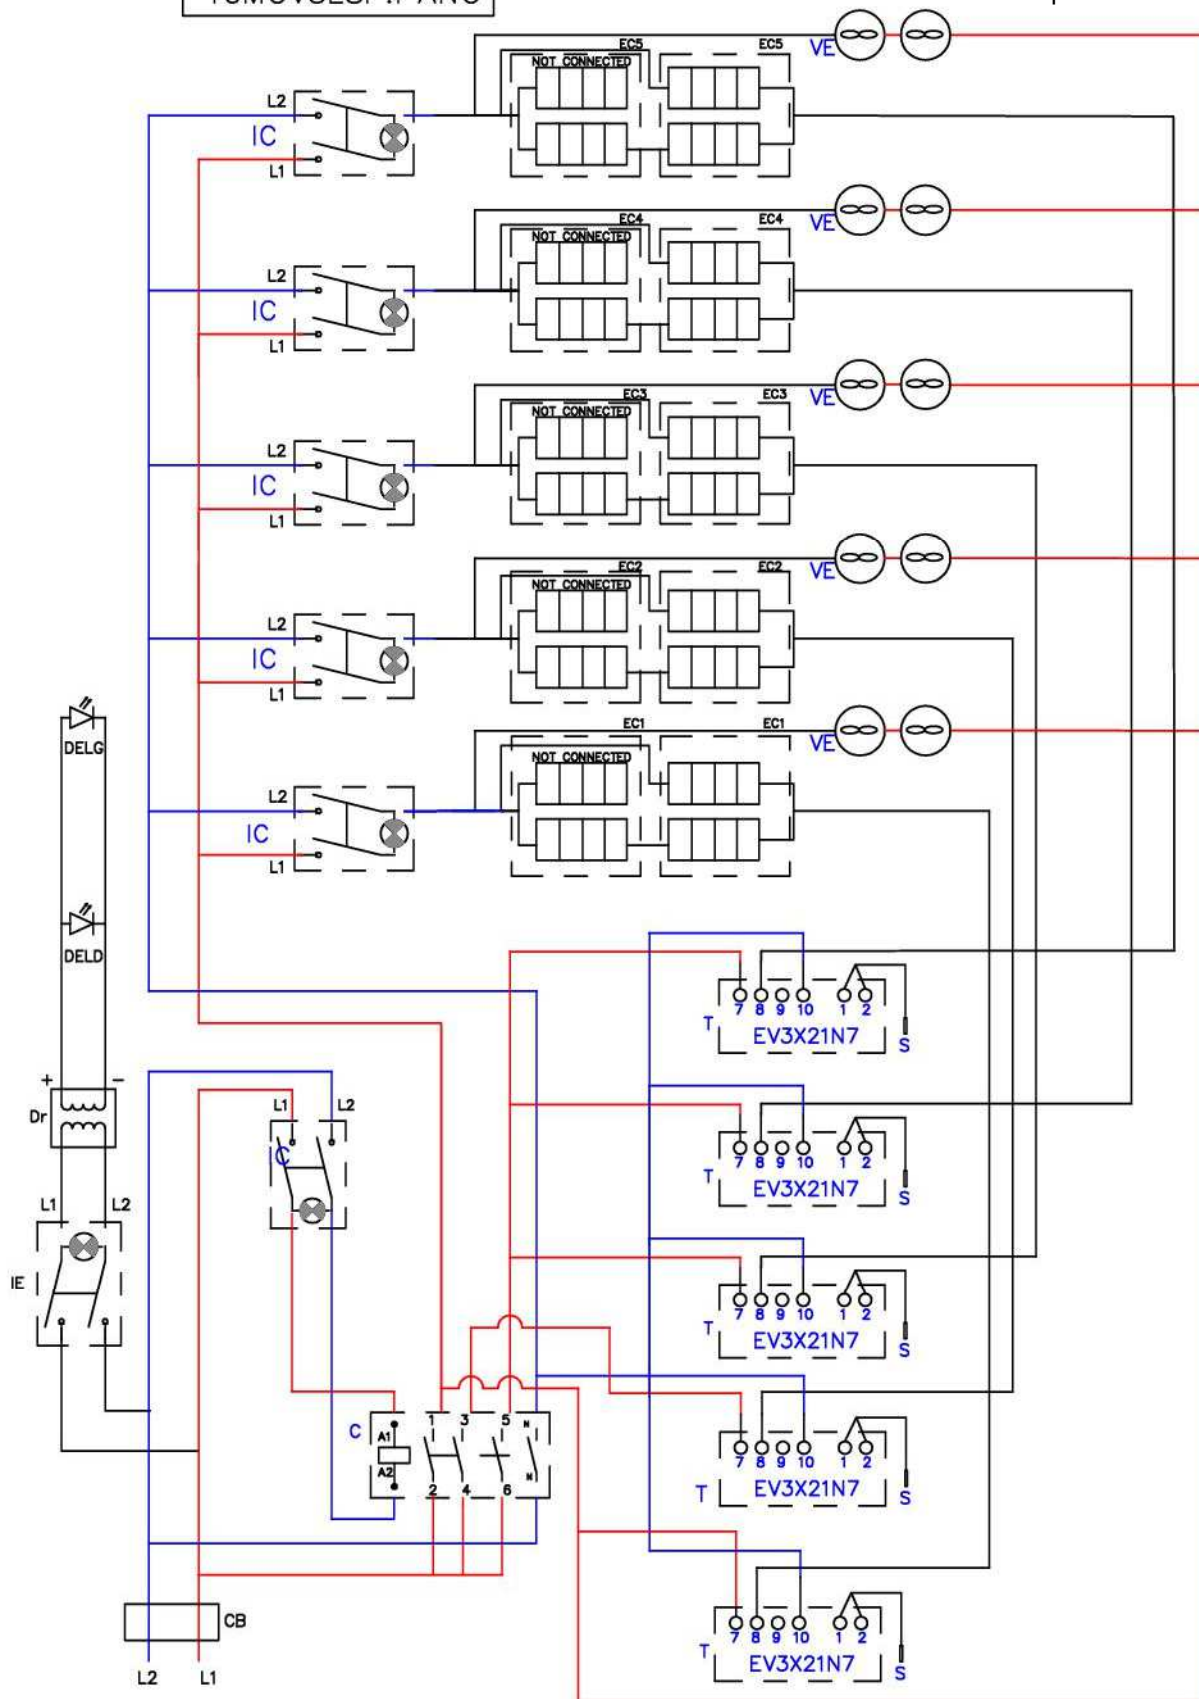 EC5 EC5
VE
NOT CONNECTED
L2
IC
L1
EC4 EC4
VE
NOT CONNECTED
L2
IC
L1
EC3 EC3
VE
NOT CONNECTED
L2
IC
L1
EC2 EC2
VE
NOT CONNECTED
L2
IC
L1
EC1 EC1
VE
NOT CONNECTED
L2
IC
L1
DELG
DELD
7 8 9 10 1 2
T EV3X21N7 S
+ -
Dr
L1 L2
IC
7 8 9 10 1 2
T EV3X21N7 S
L1 L2
IE
7 8 9 10 1 2
T EV3X21N7 S
C
A1 1 3 5 N
A2 2 4 6 N
7 8 9 10 1 2
T EV3X21N7 S
CB
L2 L1
7 8 9 10 1 2
T EV3X21N7 S